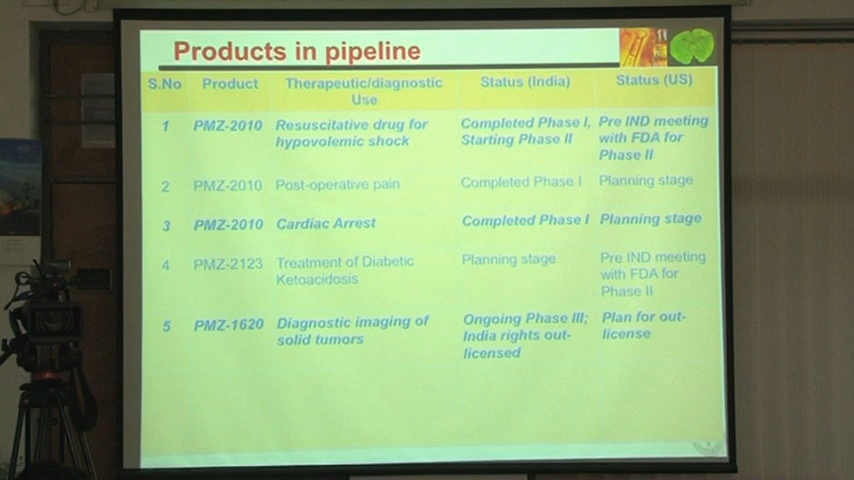 Products in pipeline
S.No Product Therapeutic/diagnostic Use Status (India) Status (US)
1 PMZ-2010 Resuscitative drug for hypovolemic shock Completed Phase I, Starting Phase II Pre IND meeting with FDA for Phase II
2 PMZ-2010 Post-operative pain Completed Phase I Planning stage
3 PMZ-2010 Cardiac Arrest Completed Phase I Planning stage
4 PMZ-2123 Treatment of Diabetic Ketoacidosis Planning stage Pre IND meeting with FDA for Phase II
5 PMZ-1620 Diagnostic imaging of solid tumors Ongoing Phase III; India rights out-licensed Plan for out-license